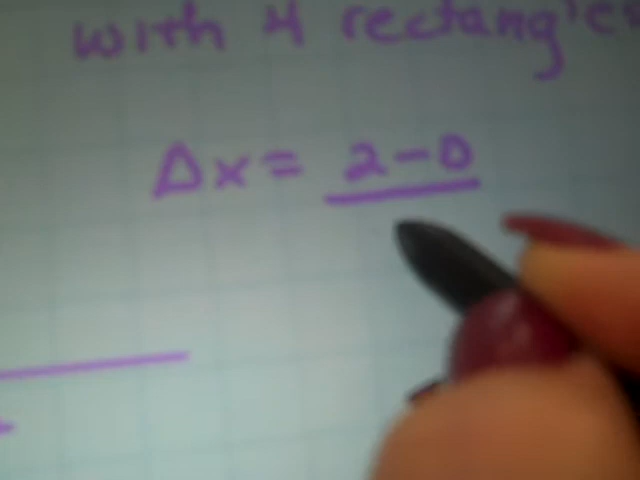 with 4 rectangles
Δx = 2-0